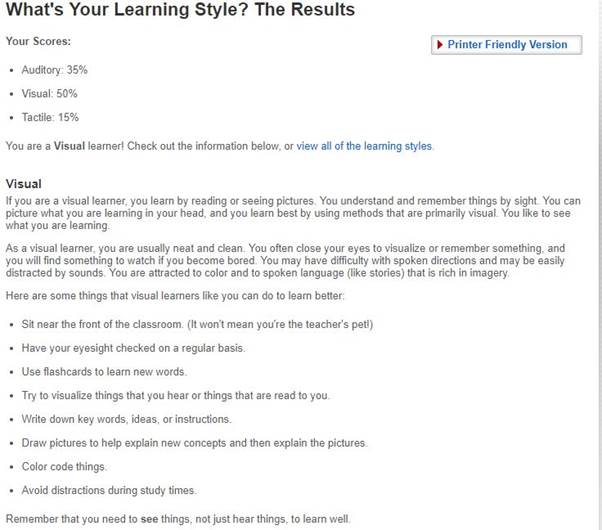 What's Your Learning Style? The Results
Your Scores:
Printer Friendly Version
• Auditory: 35%
• Visual: 50%
• Tactile: 15%
You are a Visual learner! Check out the information below, or view all of the learning styles.
Visual
If you are a visual learner, you learn by reading or seeing pictures. You understand and remember things by sight. You can
picture what you are learning in your head, and you learn best by using methods that are primarily visual. You like to see
what you are learning.
As a visual learner, you are usually neat and clean. You often close your eyes to visualize or remember something, and
you will find something to watch if you become bored. You may have difficulty with spoken directions and may be easily
distracted by sounds. You are attracted to color and to spoken language (like stories) that is rich in imagery.
Here are some things that visual learners like you can do to learn better:
• Sit near the front of the classroom. (It won't mean you're the teacher's pet!)
• Have your eyesight checked on a regular basis.
• Use flashcards to learn new words.
• Try to visualize things that you hear or things that are read to you.
• Write down key words, ideas, or instructions.
• Draw pictures to help explain new concepts and then explain the pictures.
• Color code things.
• Avoid distractions during study times.
Remember that you need to see things, not just hear things, to learn well.